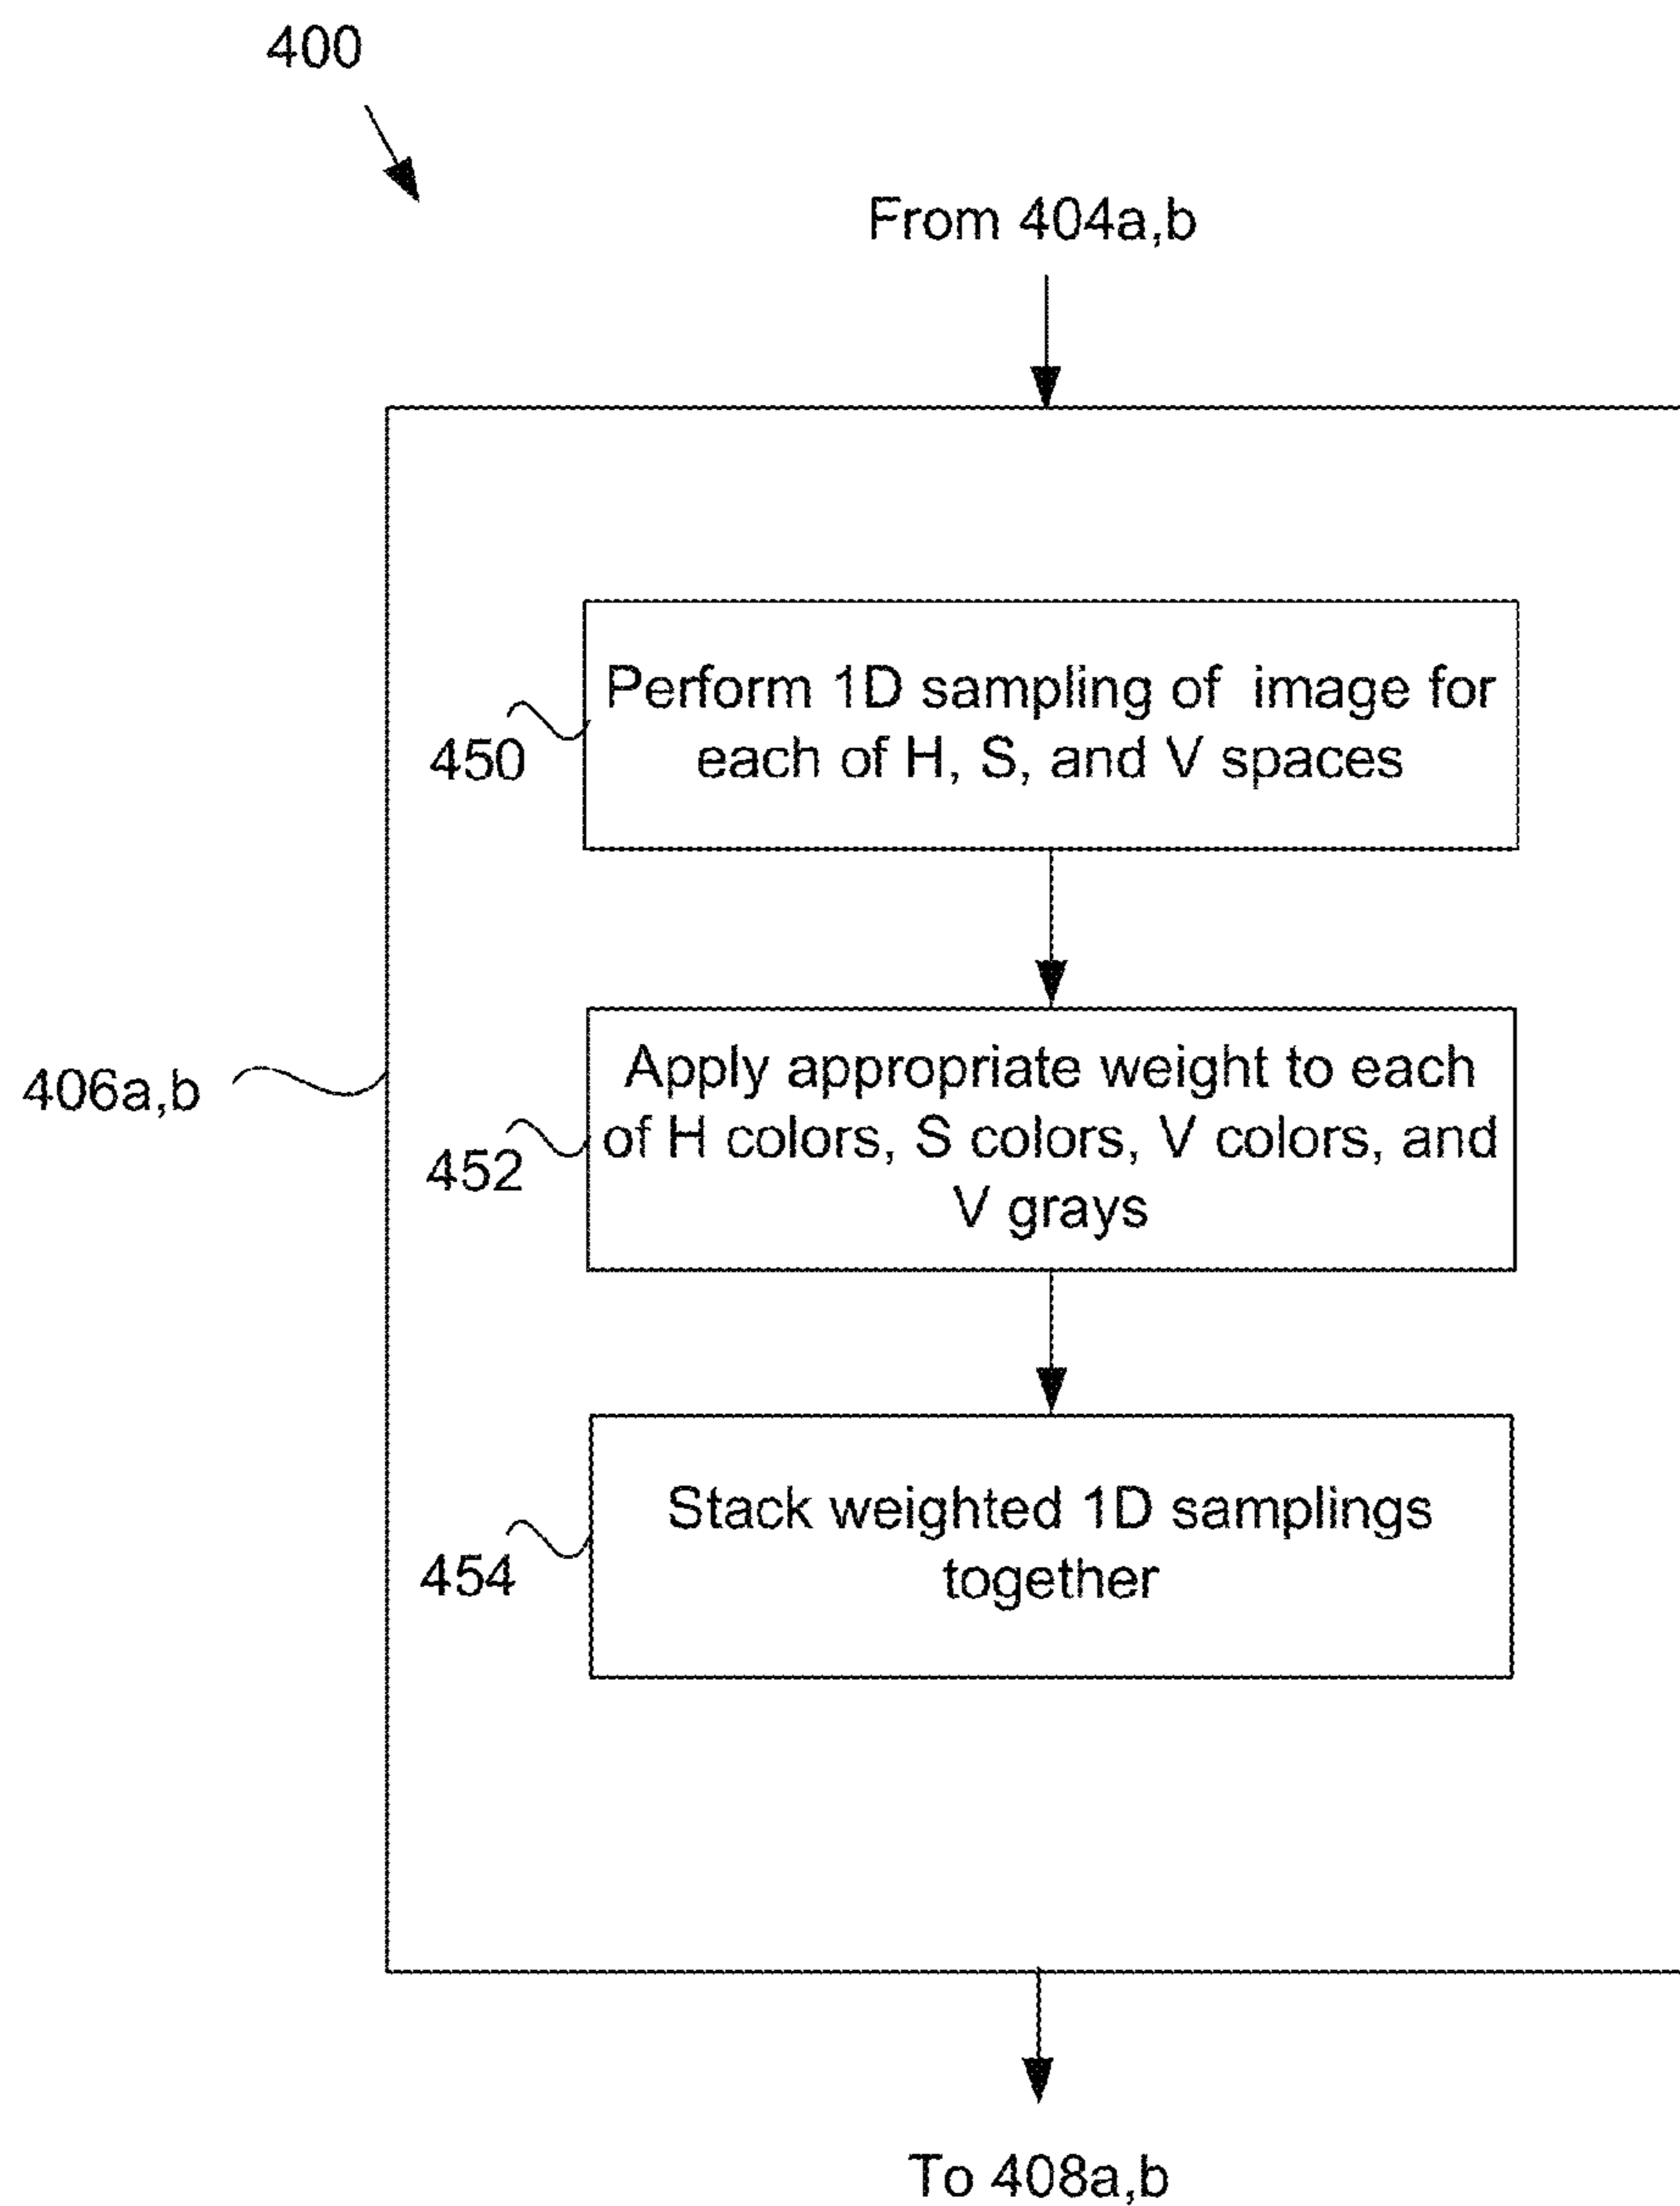 400
From 404a,b
Perform 1D sampling of image for
each of H, S, and V spaces
450
Apply appropriate weight to each
of H colors, S colors, V colors, and
V grays
406a,b
452
Stack weighted 1D samplings
together
454
To 408a,b